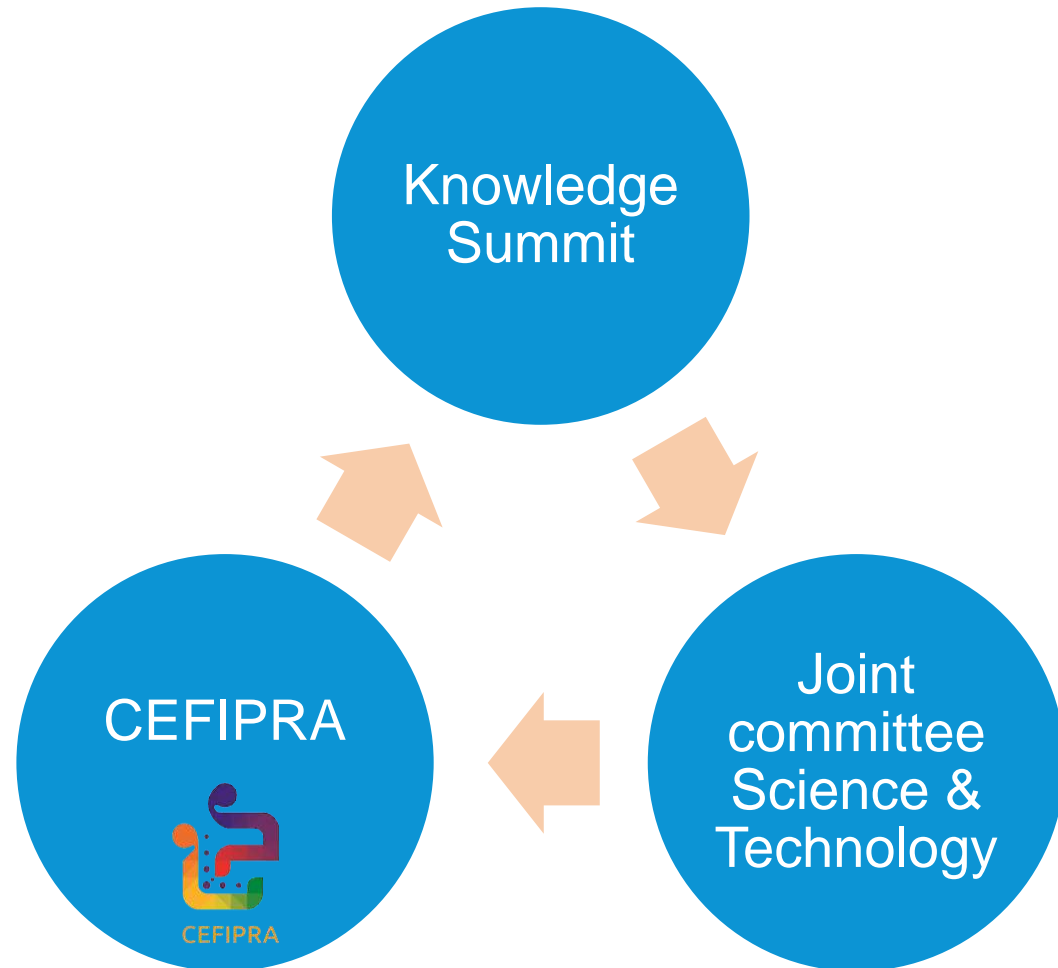 Knowledge
Summit
Joint
committee
Science &
Technology
CEFIPRA
CEFIPRA